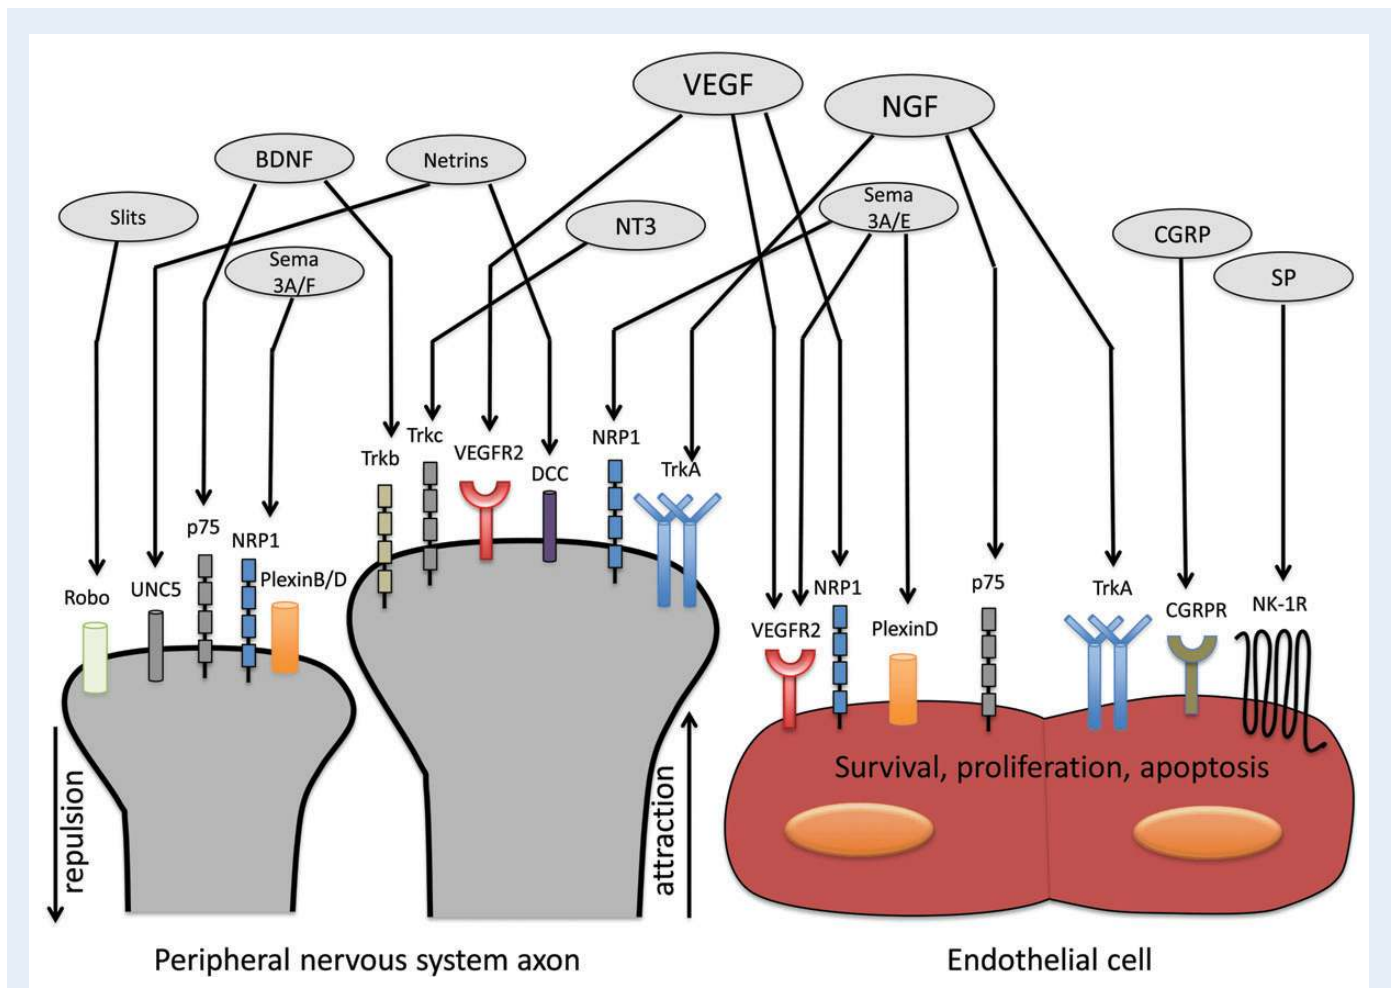 VEGF
NGF
BDNF
Netrins
Slits
Sema
3A/F
NT3
Sema
3A/E
CGRP
SP
Robo
UNC5
p75
NRP1
PlexinB/D
Trkb
Trkc
VEGFR2
DCC
NRP1
TrkA
VEGFR2
NRP1
PlexinD
p75
TrkA
CGRPR
NK-1R
repulsion
attraction
Survival, proliferation, apoptosis
Peripheral nervous system axon
Endothelial cell